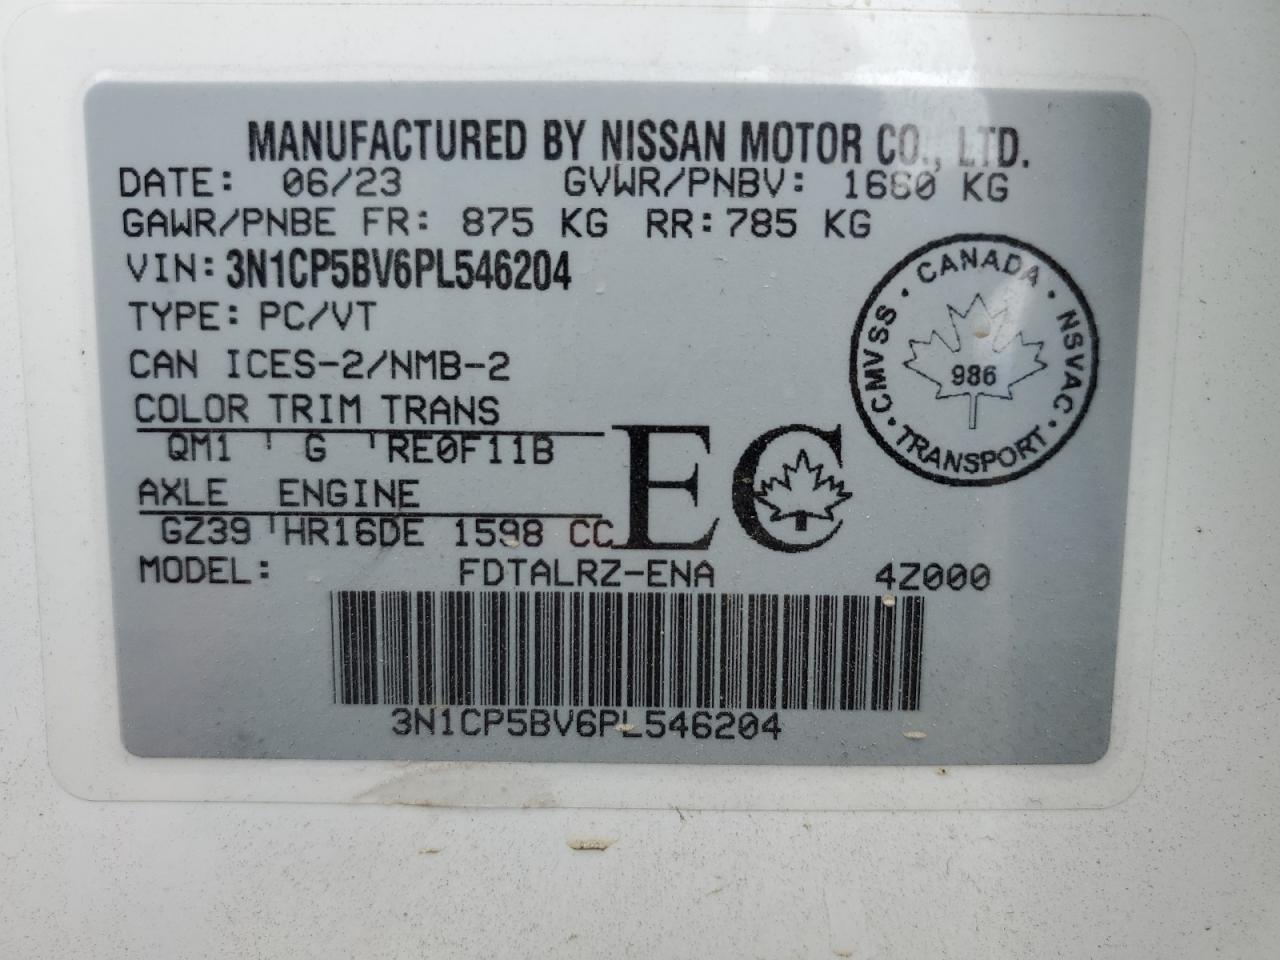 MANUFACTURED BY NISSAN MOTOR CO., LTD.
DATE: 06/23 GVWR/PNBV: 1660 KG
GAWR/PNBE FR: 875 KG RR: 785 KG
VIN: 3N1CP5BV6PL546204
TYPE: PC/VT
CAN ICES-2/NMB-2
COLOR TRIM TRANS
QM1 G RE0F11B
AXLE ENGINE
GZ39 HR16DE 1598 CC
EC
CANADA · NSVAC · TRANSPORT · CMVSS ·
986
MODEL: FDTALRZ-ENA 4Z000
3N1CP5BV6PL546204